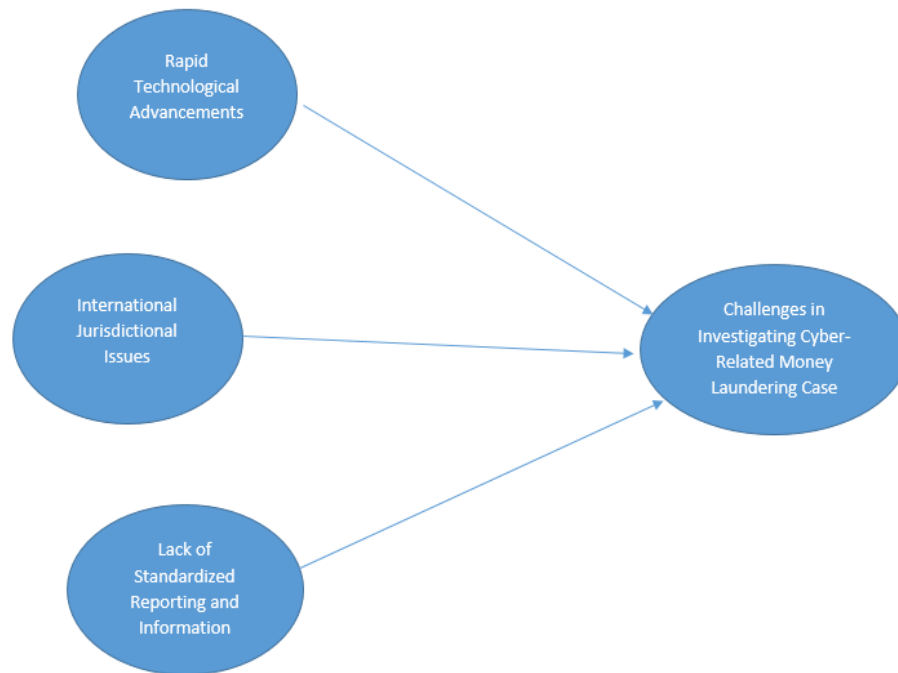 Rapid
Technological
Advancements
International
Jurisdictional
Issues
Challenges in
Investigating Cyber-
Related Money
Laundering Case
Lack of
Standardized
Reporting and
Information